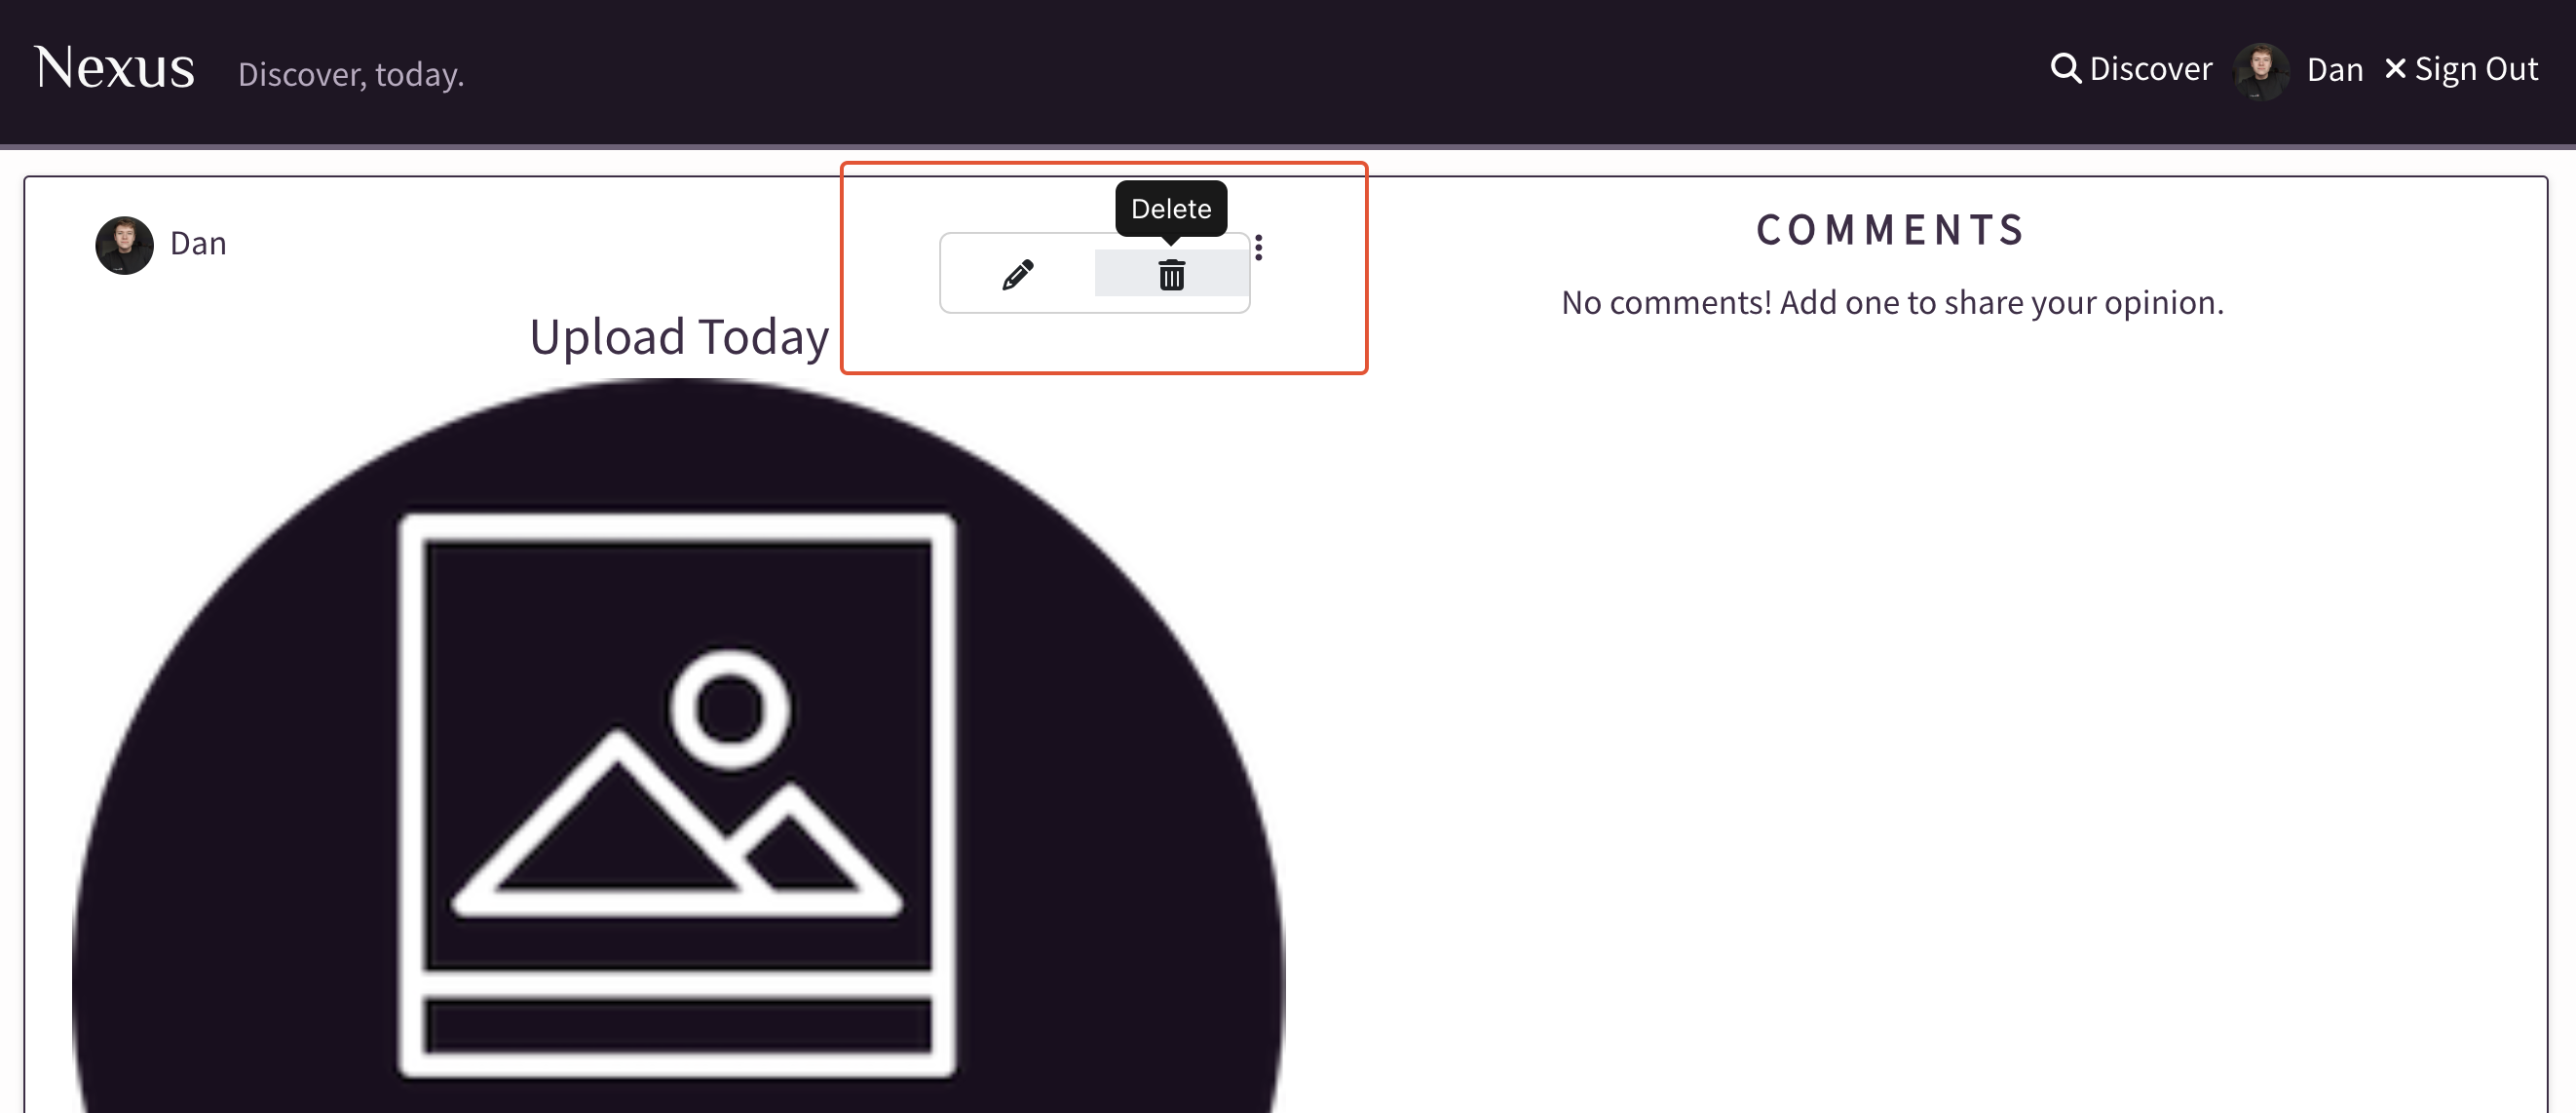 Nexus
Discover, today.
Discover
Dan
Sign Out
Dan
Delete
Upload Today
COMMENTS
No comments! Add one to share your opinion.